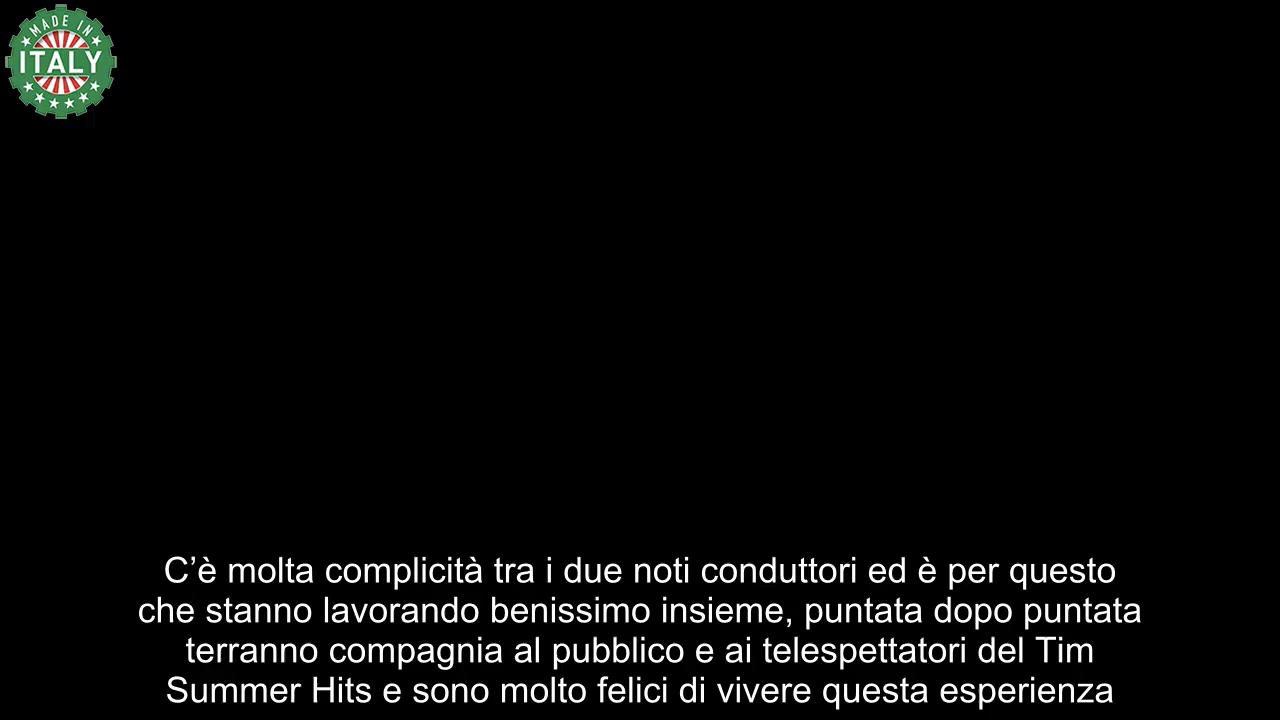 MADE IN
ITALY
C’è molta complicità tra i due noti conduttori ed è per questo
che stanno lavorando benissimo insieme, puntata dopo puntata
terranno compagnia al pubblico e ai telespettatori del Tim
Summer Hits e sono molto felici di vivere questa esperienza